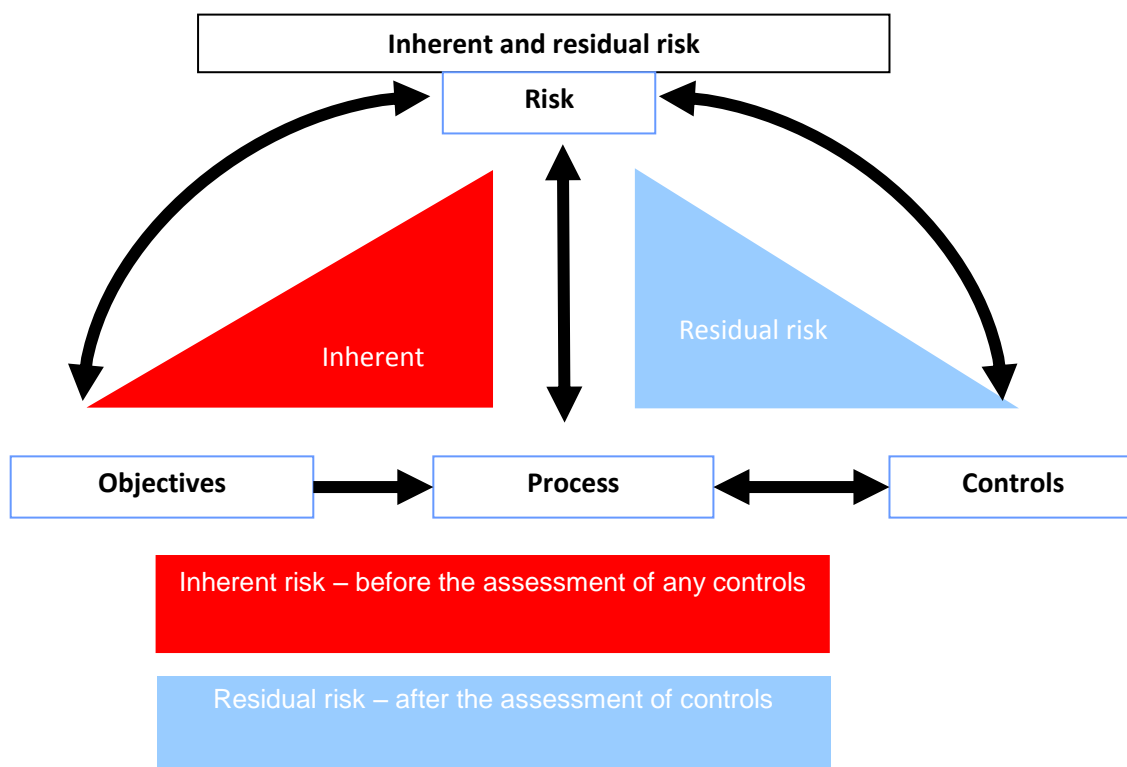 Inherent and residual risk
Risk
Inherent
Residual risk
Objectives
Process
Controls
Inherent risk – before the assessment of any controls
Residual risk – after the assessment of controls